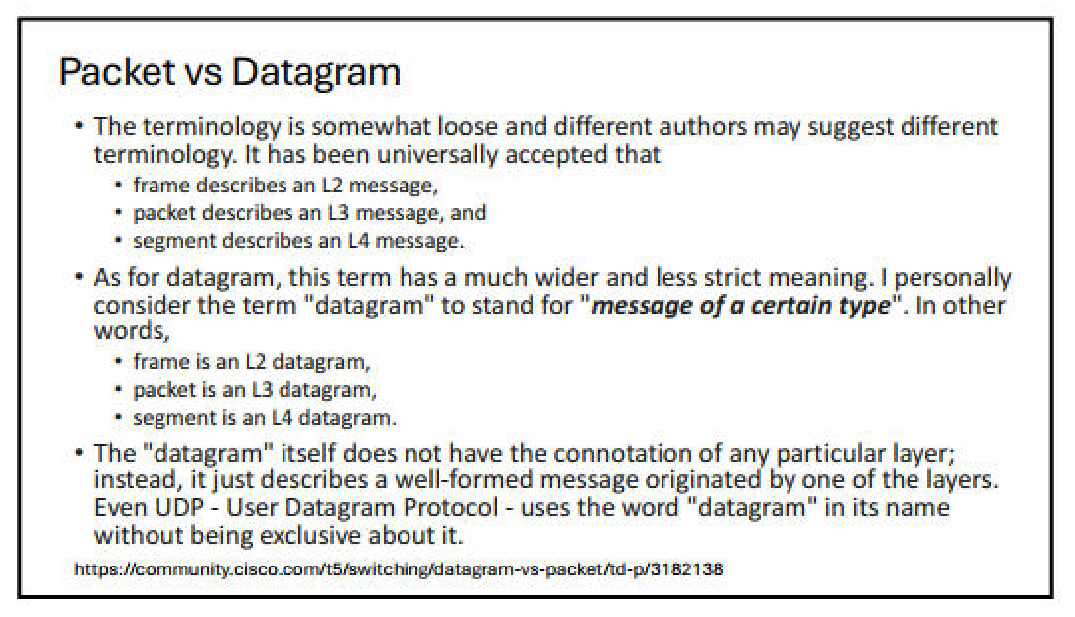 Packet vs Datagram
• The terminology is somewhat loose and different authors may suggest different
terminology. It has been universally accepted that
• frame describes an L2 message,
• packet describes an L3 message, and
• segment describes an L4 message.
• As for datagram, this term has a much wider and less strict meaning. I personally
consider the term "datagram" to stand for "message of a certain type". In other
words,
• frame is an L2 datagram,
• packet is an L3 datagram,
• segment is an L4 datagram.
• The "datagram" itself does not have the connotation of any particular layer;
instead, it just describes a well-formed message originated by one of the layers.
Even UDP - User Datagram Protocol - uses the word "datagram" in its name
without being exclusive about it.
https://community.cisco.com/t5/switching/datagram-vs-packet/td-p/3182138